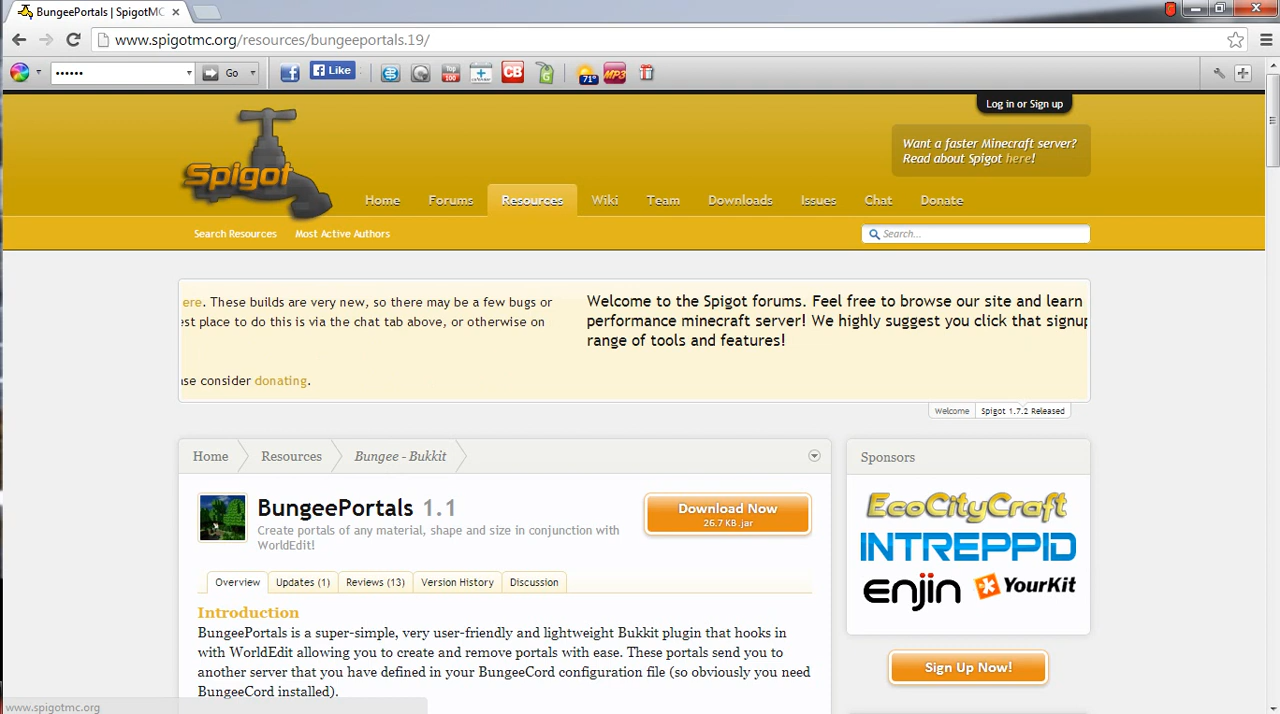 BungeePortals | SpigotMC
www.spigotmc.org/resources/bungeeportals.19/
••••••
Go
Like
TOP 100
CB
71°
MP3
Log in or Sign up
Want a faster Minecraft server?
Read about Spigot here!
Spigot
Home Forums Resources Wiki Team Downloads Issues Chat Donate
Search Resources Most Active Authors
Search...
ere. These builds are very new, so there may be a few bugs or
est place to do this is via the chat tab above, or otherwise on
ase consider donating.
Welcome to the Spigot forums. Feel free to browse our site and learn
performance minecraft server! We highly suggest you click that signup
range of tools and features!
Welcome Spigot 1.7.2 Released
Home Resources Bungee - Bukkit
BungeePortals 1.1
Create portals of any material, shape and size in conjunction with
WorldEdit!
Download Now
26.7 KB .jar
Overview Updates (1) Reviews (13) Version History Discussion
Introduction
BungeePortals is a super-simple, very user-friendly and lightweight Bukkit plugin that hooks in
with WorldEdit allowing you to create and remove portals with ease. These portals send you to
another server that you have defined in your BungeeCord configuration file (so obviously you need
BungeeCord installed).
Sponsors
EcoCityCraft
INTREPPID
enjin YourKit
Sign Up Now!
www.spigotmc.org